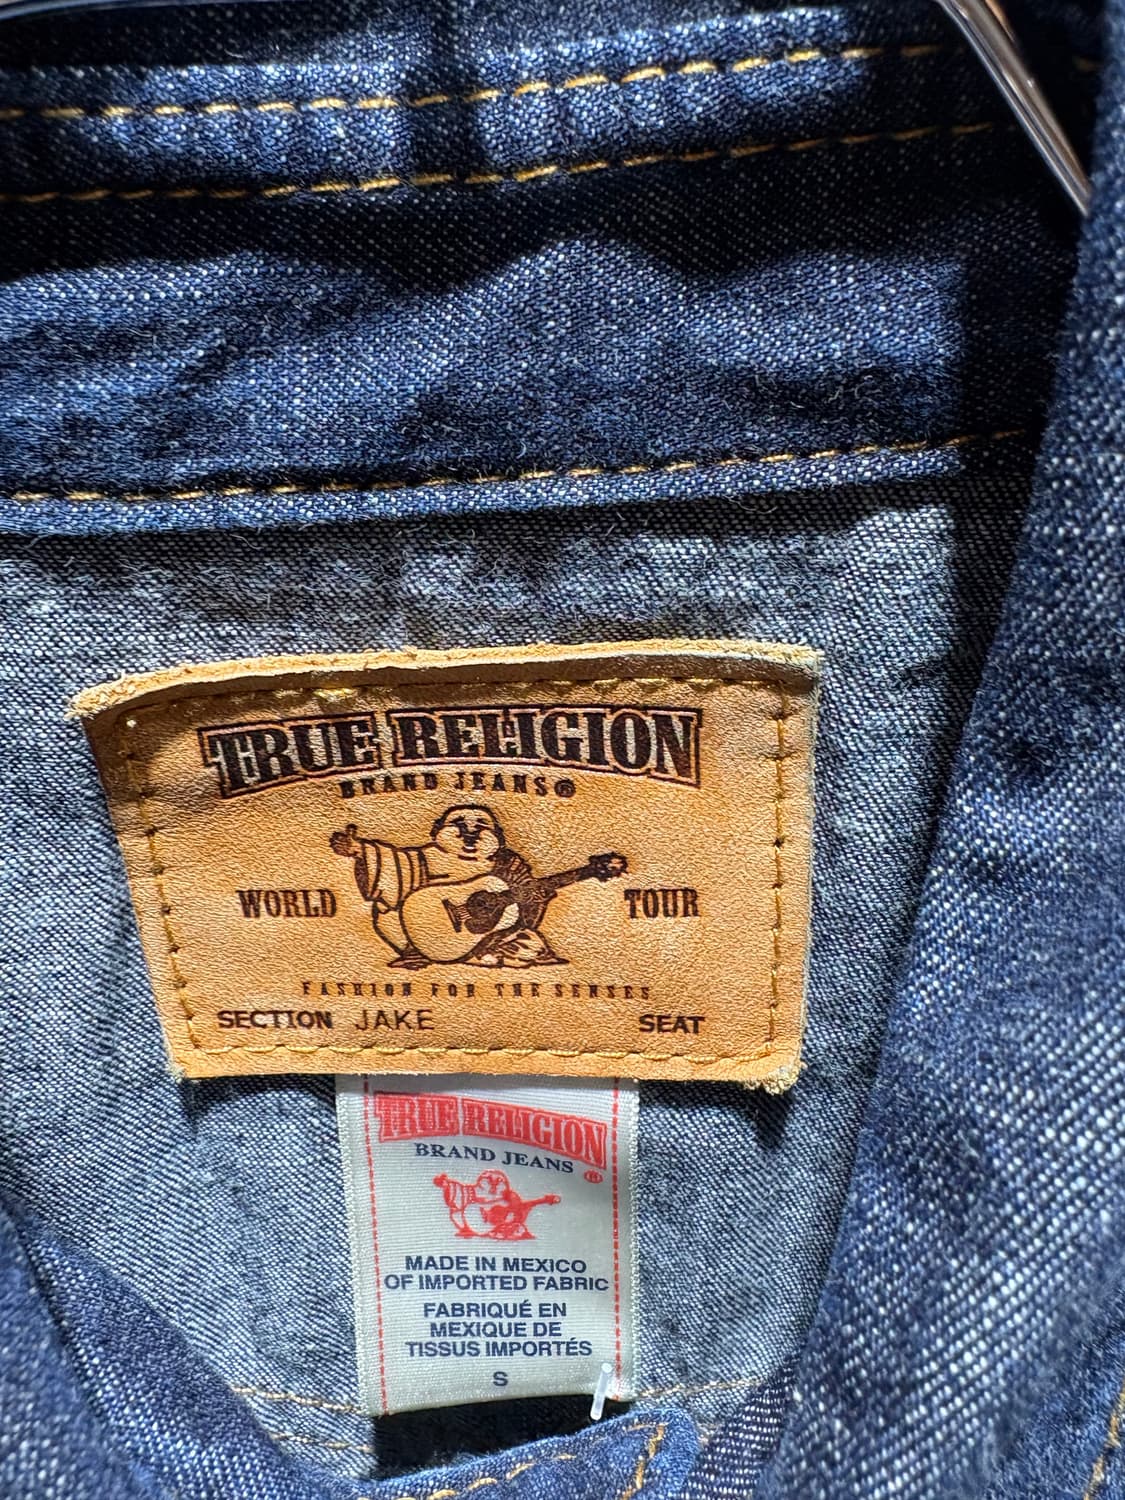 TRUE RELIGION
BRAND JEANS®
WORLD TOUR
FASHION FOR THE SENSES
SECTION JAKE SEAT
TRUE RELIGION
BRAND JEANS
®
MADE IN MEXICO
OF IMPORTED FABRIC
FABRIQUÉ EN
MEXIQUE DE
TISSUS IMPORTÉS
S